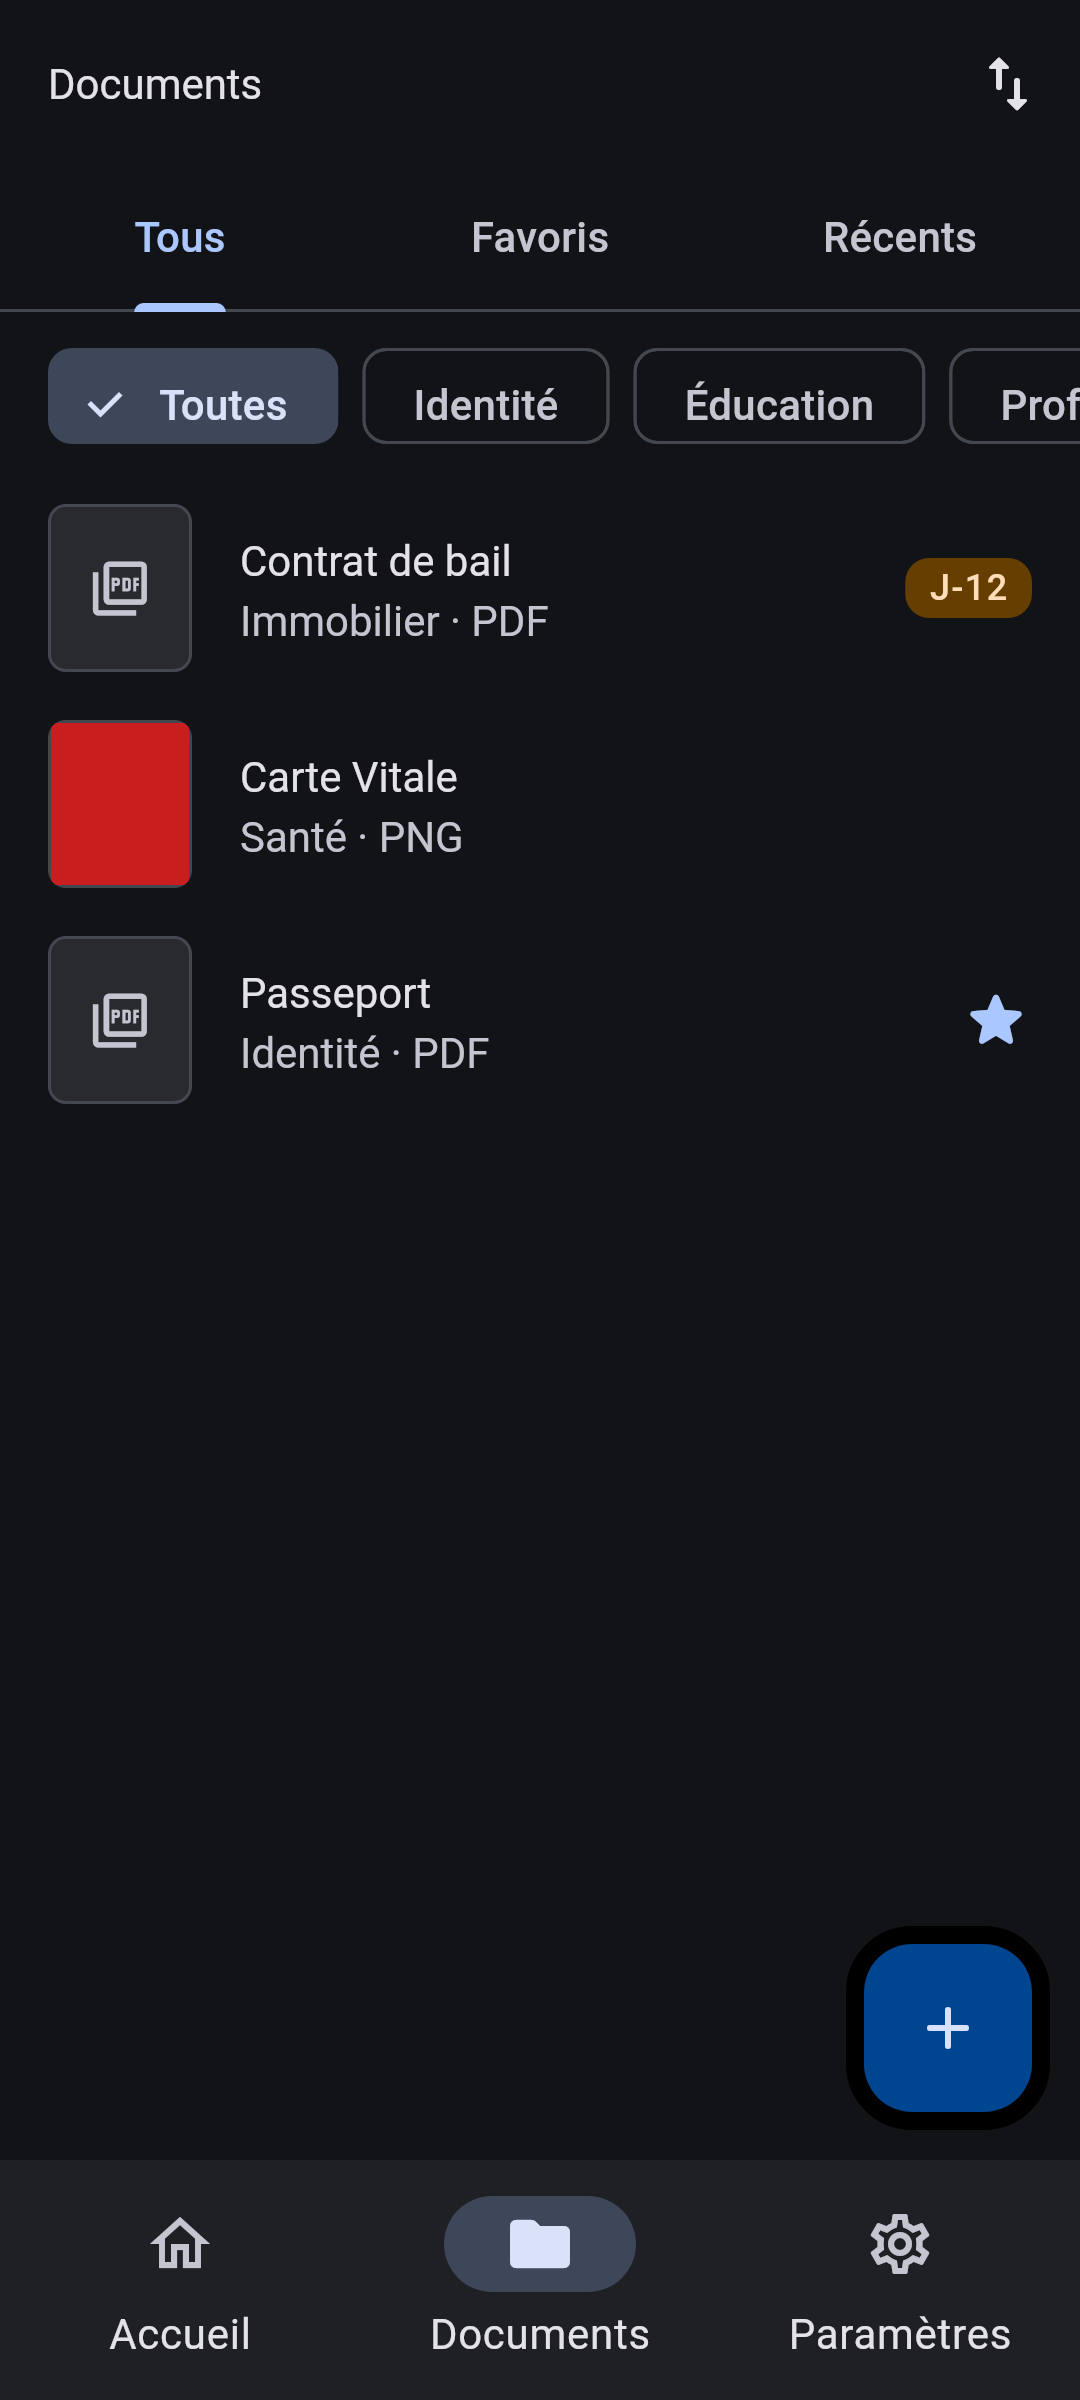 Documents
Tous Favoris Récents
Toutes Identité Éducation Prof
PDF
Contrat de bail
Immobilier · PDF
J-12
Carte Vitale
Santé · PNG
PDF
Passeport
Identité · PDF
Accueil Documents Paramètres